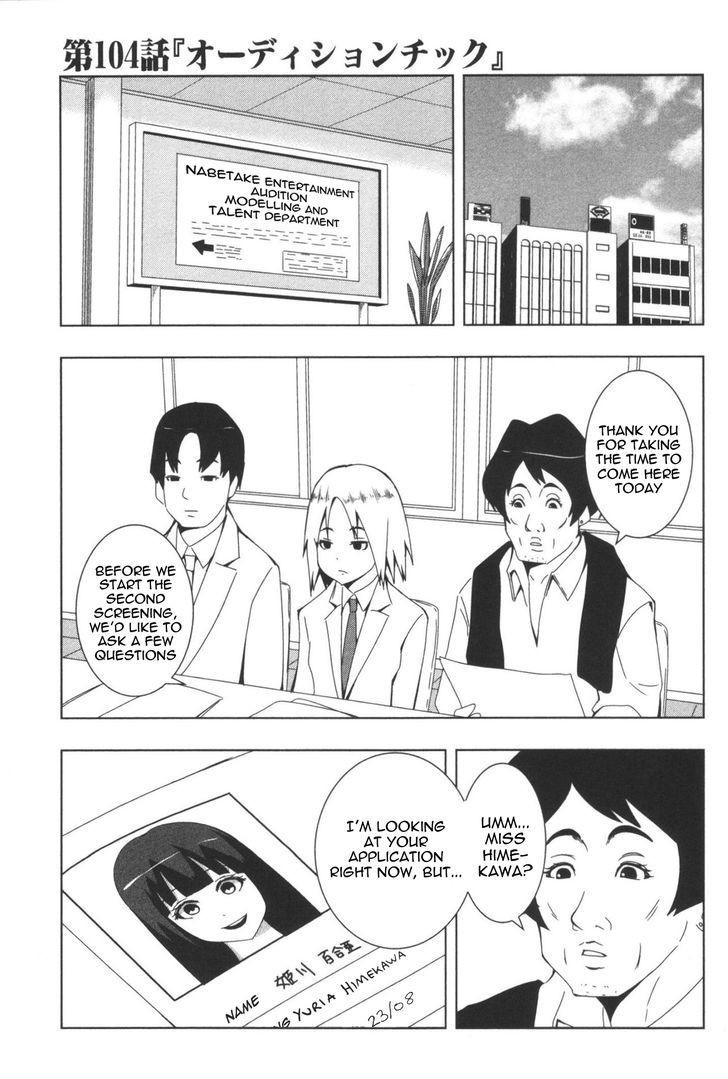 第104話『オーディションチック』
NABETAKE ENTERTAINMENT
AUDITION
MODELLING AND
TALENT DEPARTMENT
THANK YOU
FOR TAKING
THE TIME TO
COME HERE
TODAY
BEFORE WE
START THE
SECOND
SCREENING,
WE'D LIKE TO
ASK A FEW
QUESTIONS
UMM...
MISS
HIME-
KAWA?
I'M LOOKING
AT YOUR
APPLICATION
RIGHT NOW, BUT...
NAME 姫川 百合亜
YURIA HIMEKAWA
23/08